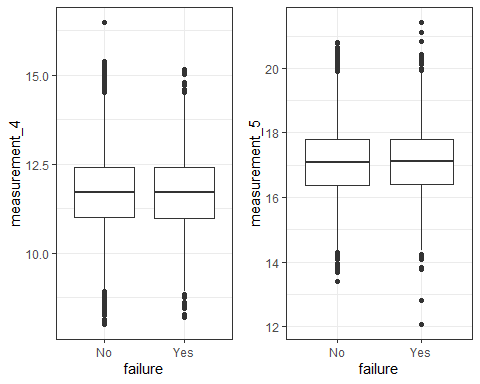 measurement_4
15.0
12.5
10.0
No
Yes
failure
measurement_5
20
18
16
14
12
No
Yes
failure